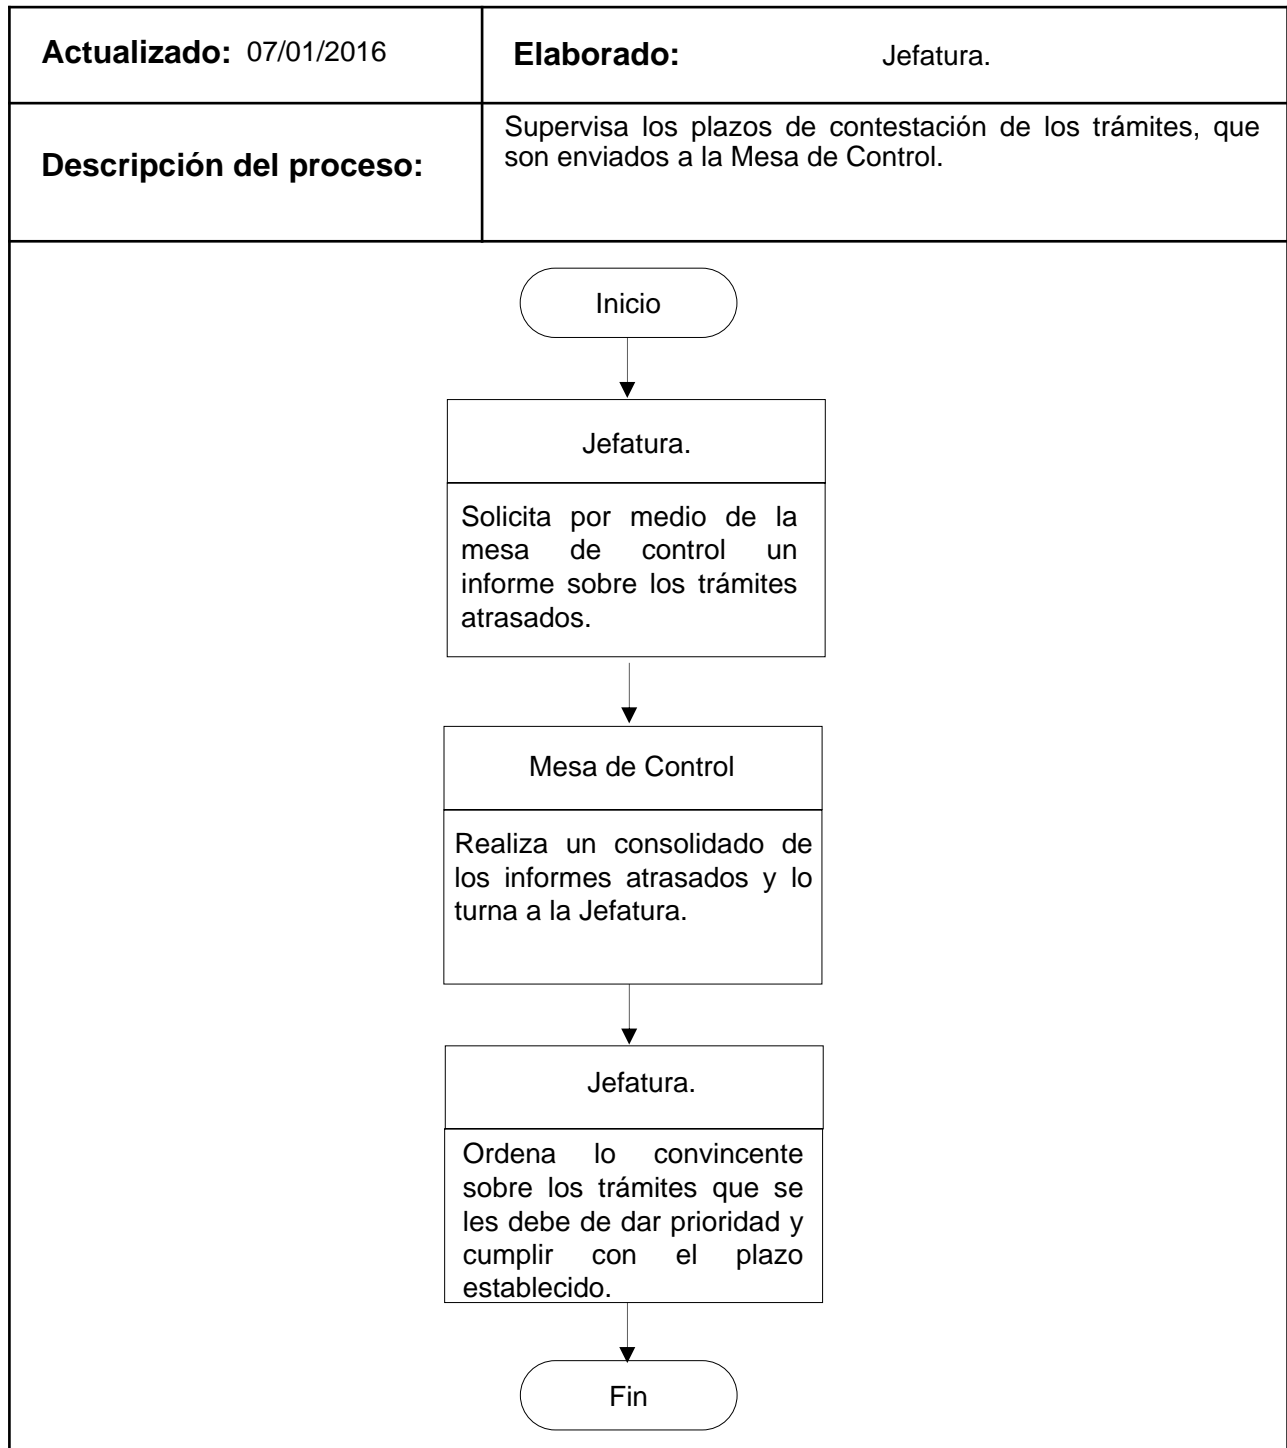 Actualizado: 07/01/2016
Elaborado: Jefatura.
Descripción del proceso:
Supervisa los plazos de contestación de los trámites, que
son enviados a la Mesa de Control.
Inicio
Jefatura.
Solicita por medio de la
mesa de control un
informe sobre los trámites
atrasados.
Mesa de Control
Realiza un consolidado de
los informes atrasados y lo
turna a la Jefatura.
Jefatura.
Ordena lo convincente
sobre los trámites que se
les debe de dar prioridad y
cumplir con el plazo
establecido.
Fin